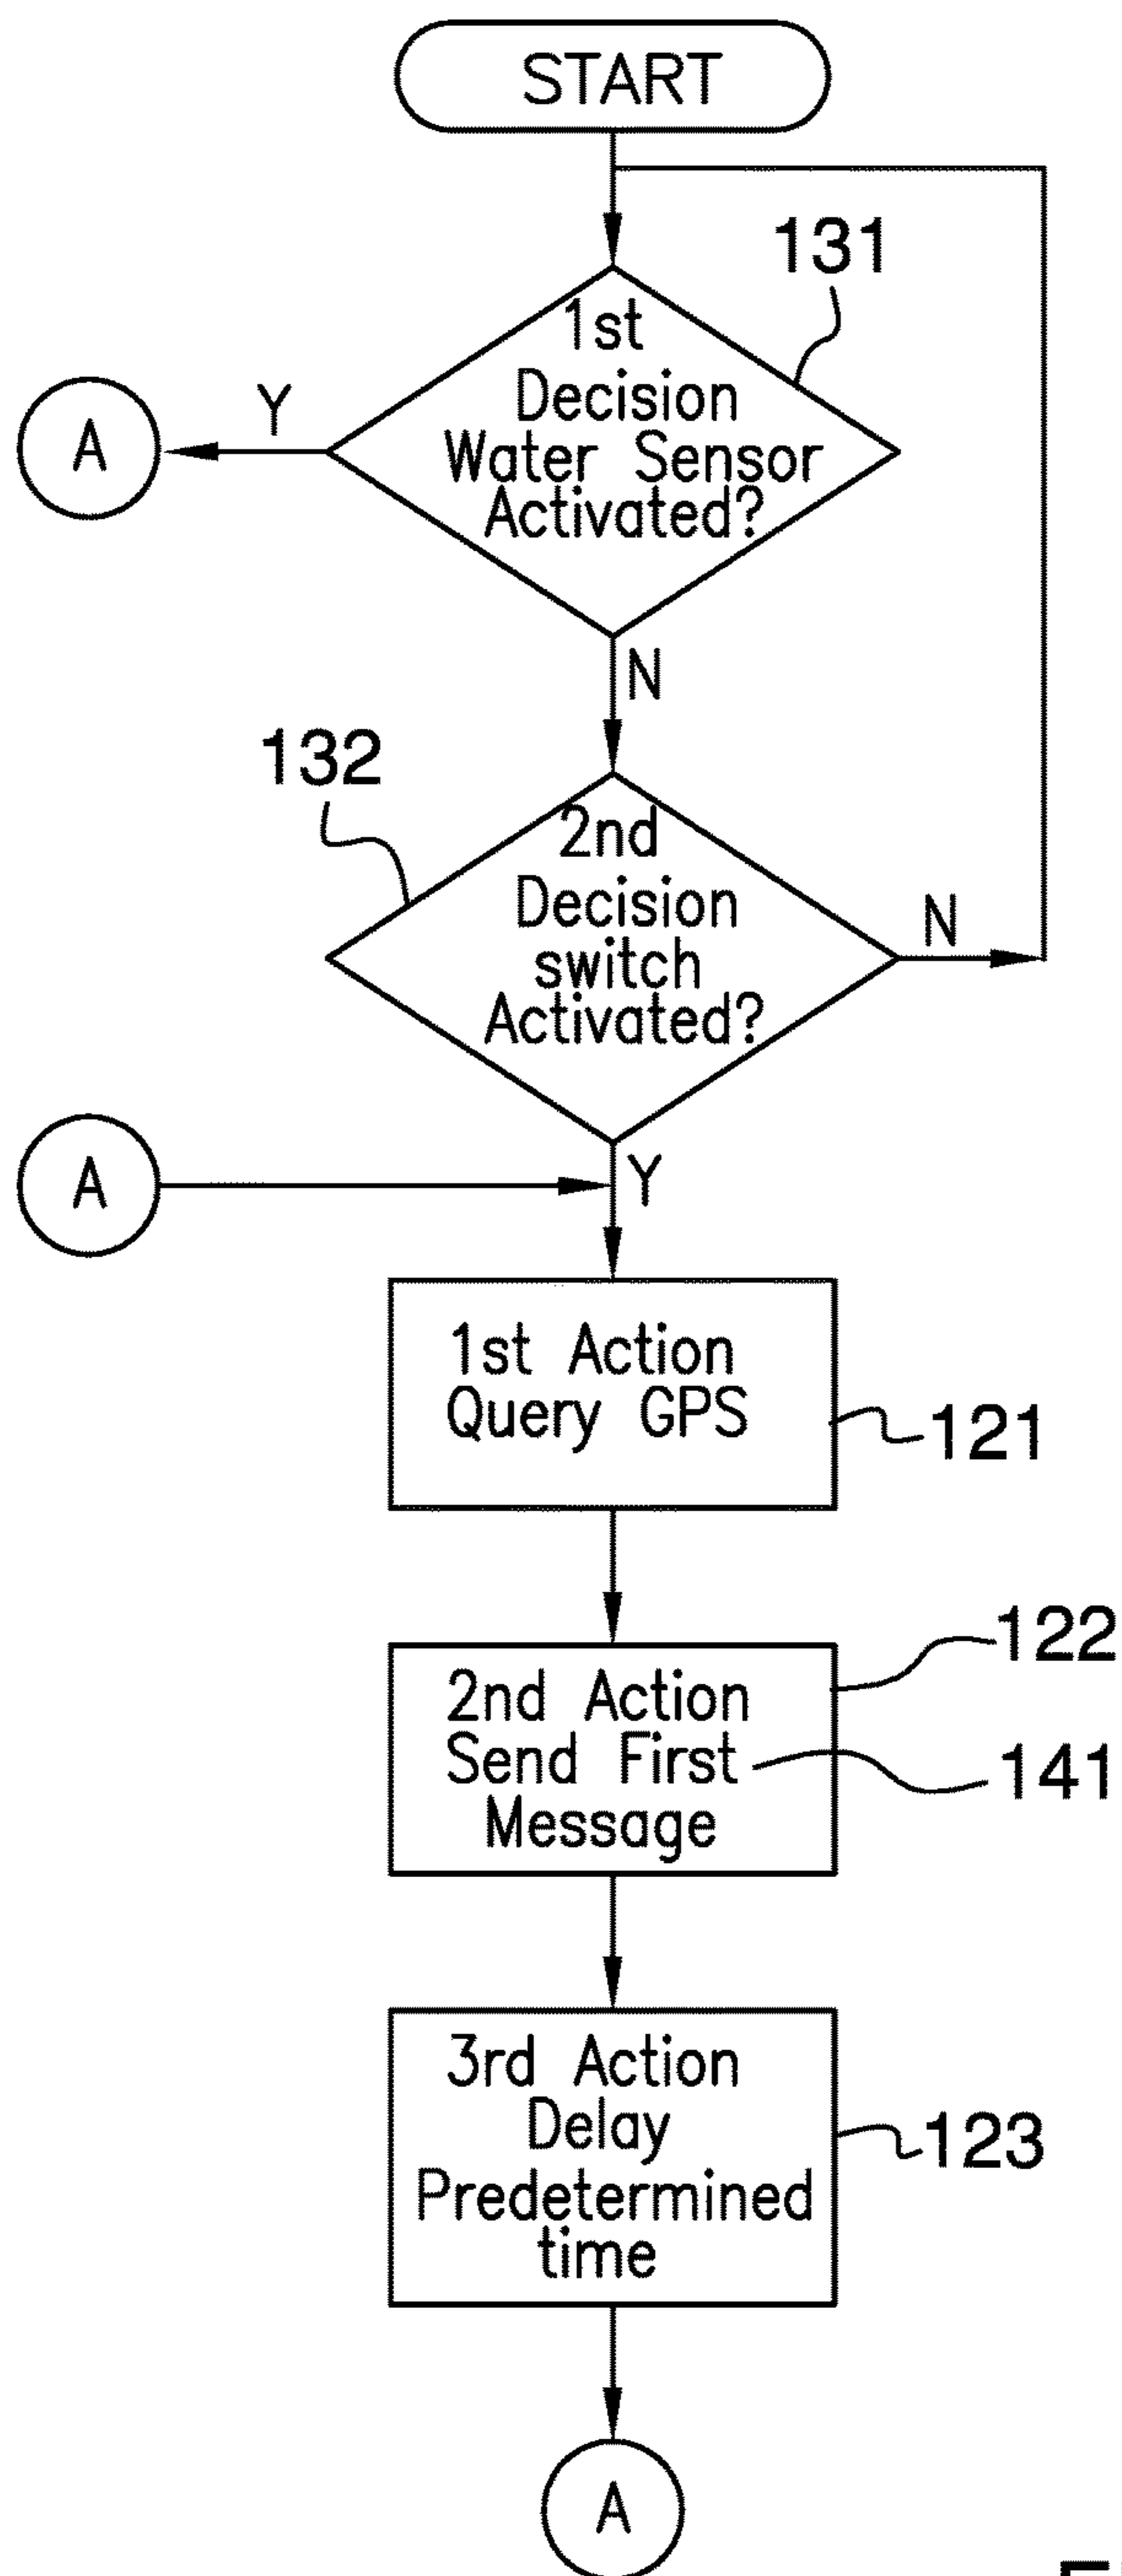 START
131
1st
Decision
Water Sensor
Activated?
Y
A
N
132
2nd
Decision
switch
Activated?
N
A
Y
1st Action
Query GPS
121
2nd Action
Send First
Message
122
141
3rd Action
Delay
Predetermined
time
123
A